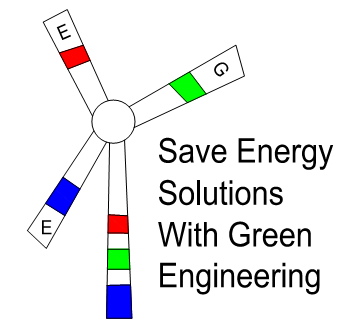 E
G
E
Save Energy
Solutions
With Green
Engineering